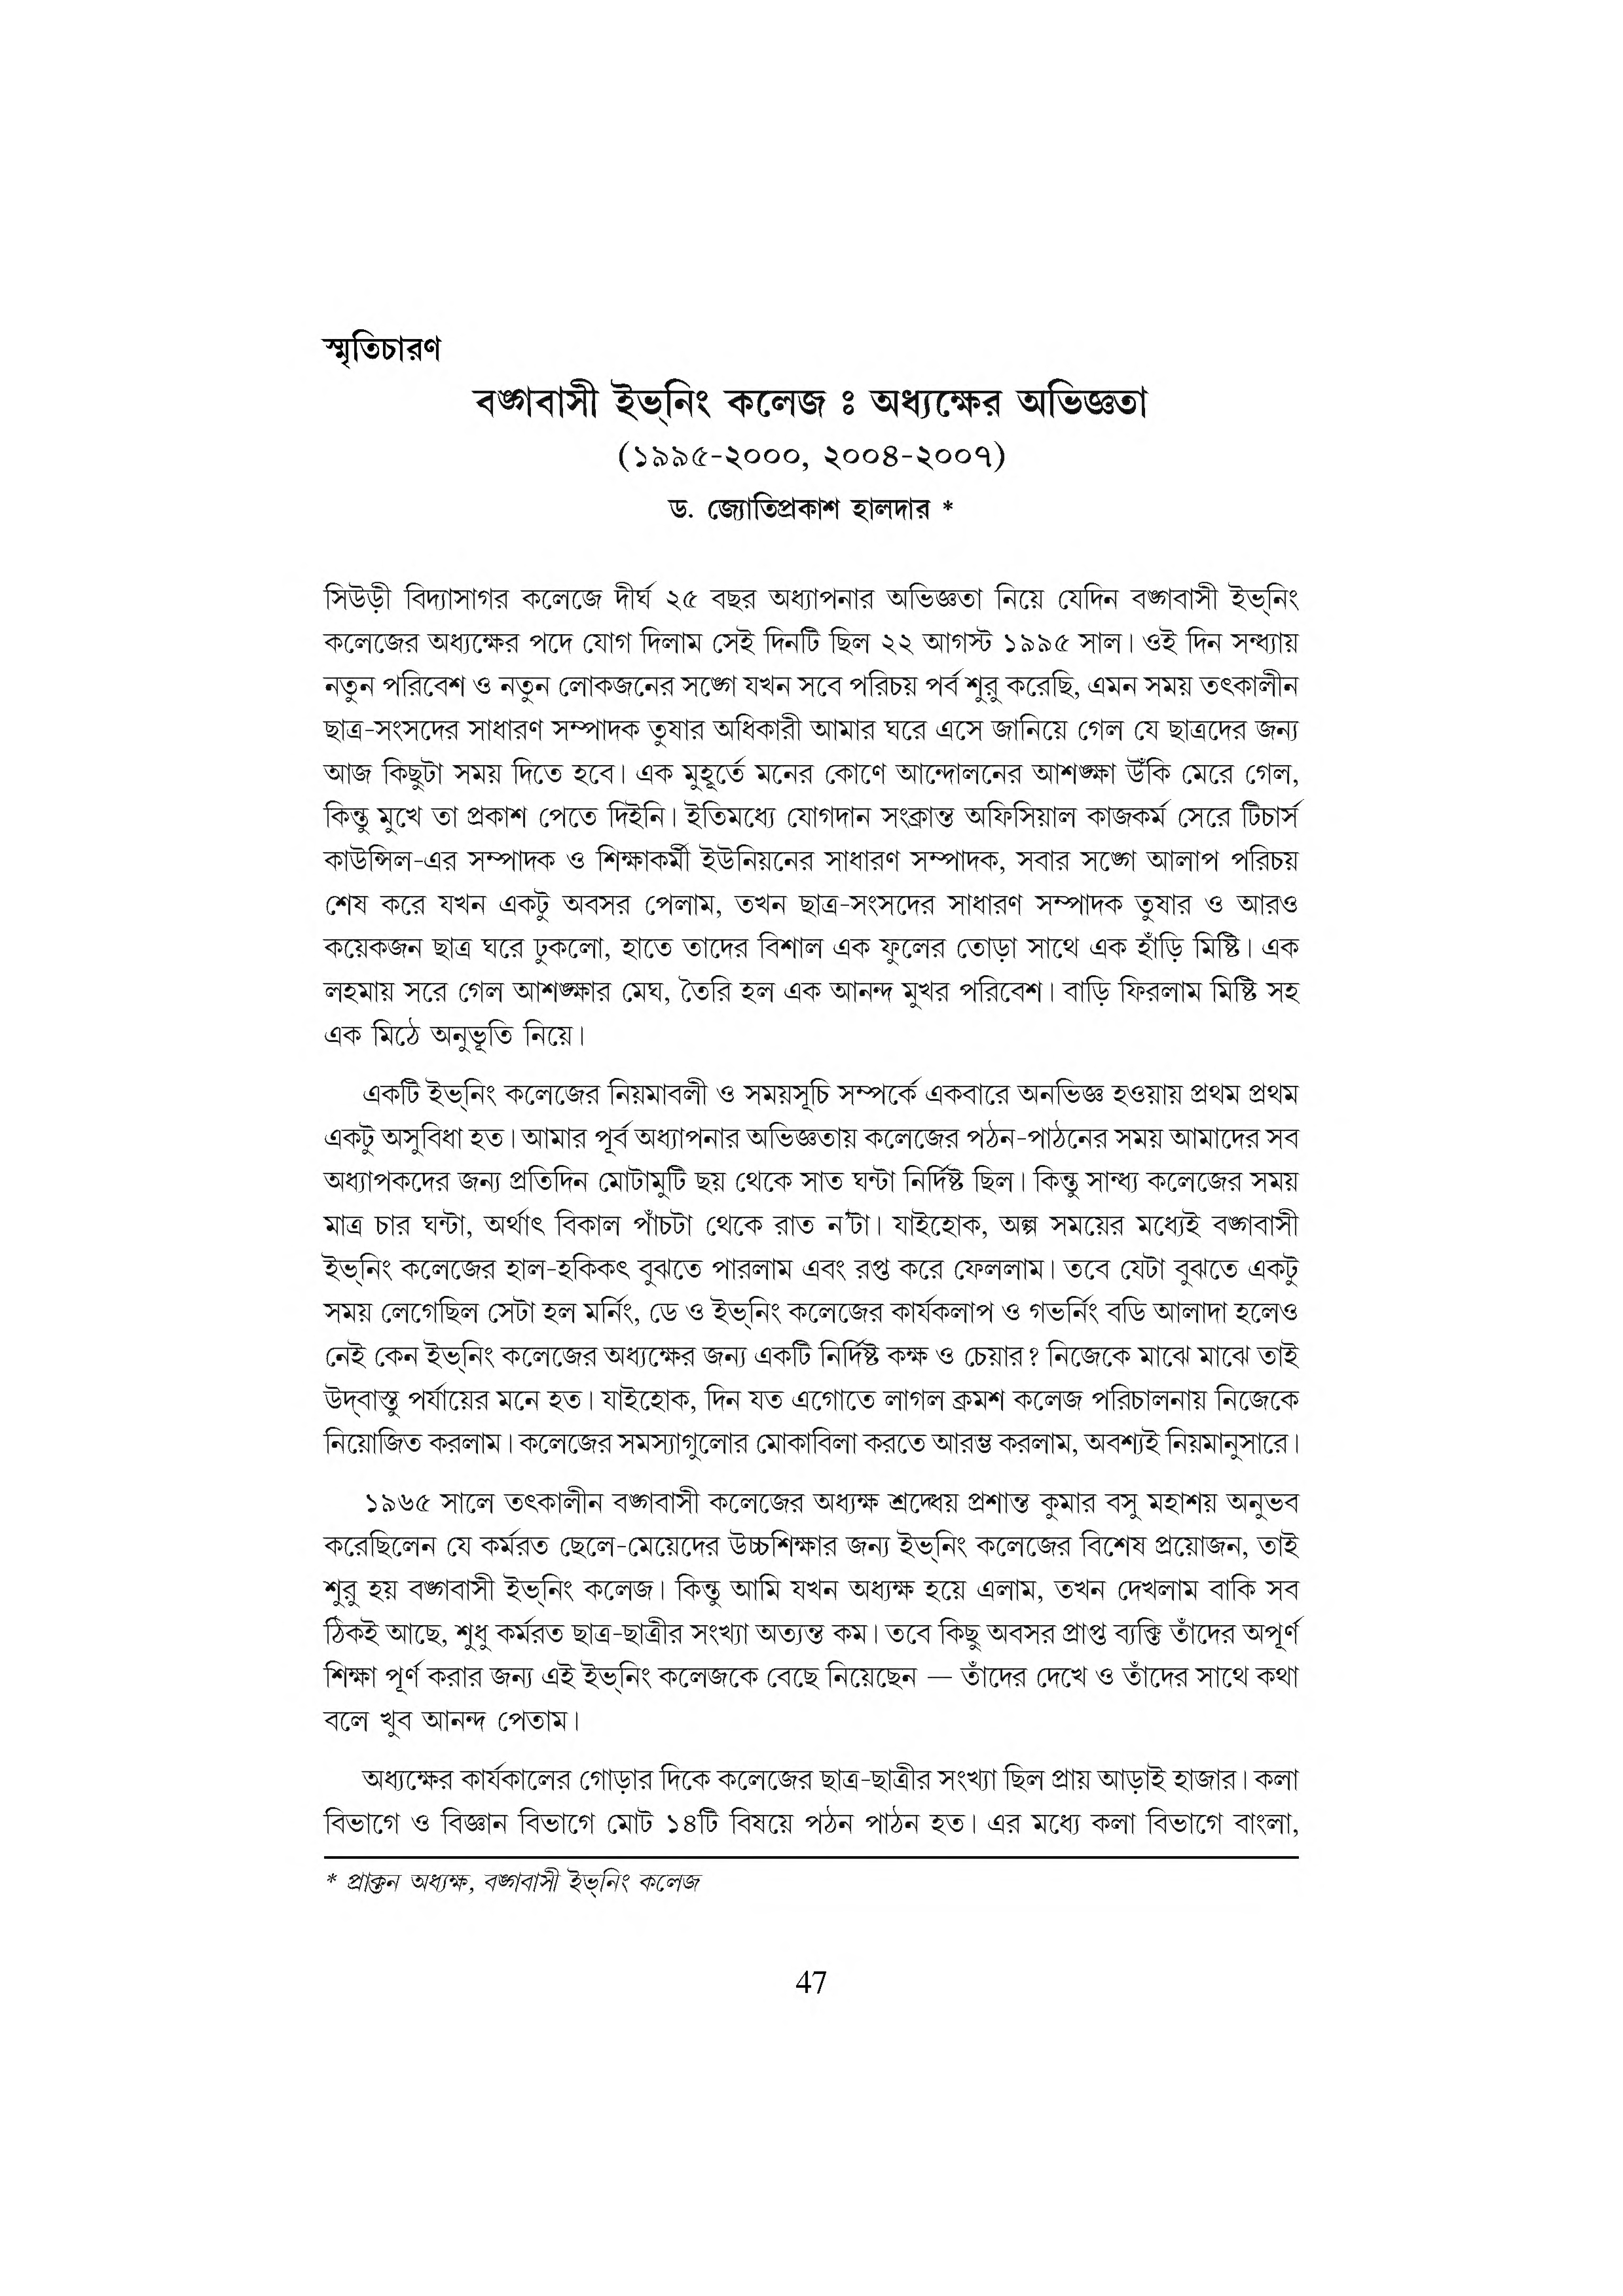 স্মৃতিচারণ
বঙ্গবাসী ইভ্‌নিং কলেজ ঃ অধ্যক্ষের অভিজ্ঞতা
(১৯৯৫-২০০০, ২০০৪-২০০৭)
ড. জ্যোতিপ্রকাশ হালদার *
সিউড়ী বিদ্যাসাগর কলেজে দীর্ঘ ২৫ বছর অধ্যাপনার অভিজ্ঞতা নিয়ে যেদিন বঙ্গবাসী ইভ্‌নিং
কলেজের অধ্যক্ষের পদে যোগ দিলাম সেই দিনটি ছিল ২২ আগস্ট ১৯৯৫ সাল। ওই দিন সন্ধ্যায়
নতুন পরিবেশ ও নতুন লোকজনের সঙ্গে যখন সবে পরিচয় পর্ব শুরু করেছি, এমন সময় তৎকালীন
ছাত্র-সংসদের সাধারণ সম্পাদক তুষার অধিকারী আমার ঘরে এসে জানিয়ে গেল যে ছাত্রদের জন্য
আজ কিছুটা সময় দিতে হবে। এক মুহূর্তে মনের কোণে আন্দোলনের আশঙ্ক্ষা উঁকি মেরে গেল,
কিন্তু মুখে তা প্রকাশ পেতে দিইনি। ইতিমধ্যে যোগদান সংক্রান্ত অফিসিয়াল কাজকর্ম সেরে টিচার্স
কাউন্সিল-এর সম্পাদক ও শিক্ষাকর্মী ইউনিয়নের সাধারণ সম্পাদক, সবার সঙ্গে আলাপ পরিচয়
শেষ করে যখন একটু অবসর পেলাম, তখন ছাত্র-সংসদের সাধারণ সম্পাদক তুষার ও আরও
কয়েকজন ছাত্র ঘরে ঢুকলো, হাতে তাদের বিশাল এক ফুলের তোড়া সাথে এক হাঁড়ি মিষ্টি। এক
লহমায় সরে গেল আশঙ্ক্ষার মেঘ, তৈরি হল এক আনন্দ মুখর পরিবেশ। বাড়ি ফিরলাম মিষ্টি সহ
এক মিঠে অনুভূতি নিয়ে।
একটি ইভ্‌নিং কলেজের নিয়মাবলী ও সময়সূচি সম্পর্কে একবারে অনভিজ্ঞ হওয়ায় প্রথম প্রথম
একটু অসুবিধা হত। আমার পূর্ব অধ্যাপনার অভিজ্ঞতায় কলেজের পঠন-পাঠনের সময় আমাদের সব
অধ্যাপকদের জন্য প্রতিদিন মোটামুটি ছয় থেকে সাত ঘন্টা নির্দিষ্ট ছিল। কিন্তু সান্ধ্য কলেজের সময়
মাত্র চার ঘন্টা, অর্থাৎ বিকাল পাঁচটা থেকে রাত ন'টা। যাইহোক, অল্প সময়ের মধ্যেই বঙ্গবাসী
ইভ্‌নিং কলেজের হাল-হকিকৎ বুঝতে পারলাম এবং রপ্ত করে ফেললাম। তবে যেটা বুঝতে একটু
সময় লেগেছিল সেটা হল মর্নিং, ডে ও ইভ্‌নিং কলেজের কার্যকলাপ ও গভর্নিং বডি আলাদা হলেও
নেই কেন ইভ্‌নিং কলেজের অধ্যক্ষের জন্য একটি নির্দিষ্ট কক্ষ ও চেয়ার? নিজেকে মাঝে মাঝে তাই
উদ্‌বাস্তু পর্যায়ের মনে হত। যাইহোক, দিন যত এগোতে লাগল ক্রমশ কলেজ পরিচালনায় নিজেকে
নিয়োজিত করলাম। কলেজের সমস্যাগুলোর মোকাবিলা করতে আরম্ভ করলাম, অবশ্যই নিয়মানুসারে।
১৯৬৫ সালে তৎকালীন বঙ্গবাসী কলেজের অধ্যক্ষ শ্রদ্ধেয় প্রশান্ত কুমার বসু মহাশয় অনুভব
করেছিলেন যে কর্মরত ছেলে-মেয়েদের উচ্চশিক্ষার জন্য ইভ্‌নিং কলেজের বিশেষ প্রয়োজন, তাই
শুরু হয় বঙ্গবাসী ইভ্‌নিং কলেজ। কিন্তু আমি যখন অধ্যক্ষ হয়ে এলাম, তখন দেখলাম বাকি সব
ঠিকই আছে, শুধু কর্মরত ছাত্র-ছাত্রীর সংখ্যা অত্যন্ত কম। তবে কিছু অবসর প্রাপ্ত ব্যক্তি তাঁদের অপূর্ণ
শিক্ষা পূর্ণ করার জন্য এই ইভ্‌নিং কলেজকে বেছে নিয়েছেন — তাঁদের দেখে ও তাঁদের সাথে কথা
বলে খুব আনন্দ পেতাম।
অধ্যক্ষের কার্যকালের গোড়ার দিকে কলেজের ছাত্র-ছাত্রীর সংখ্যা ছিল প্রায় আড়াই হাজার। কলা
বিভাগে ও বিজ্ঞান বিভাগে মোট ১৪টি বিষয়ে পঠন পাঠন হত। এর মধ্যে কলা বিভাগে বাংলা,
* প্রাক্তন অধ্যক্ষ, বঙ্গবাসী ইভ্‌নিং কলেজ
47